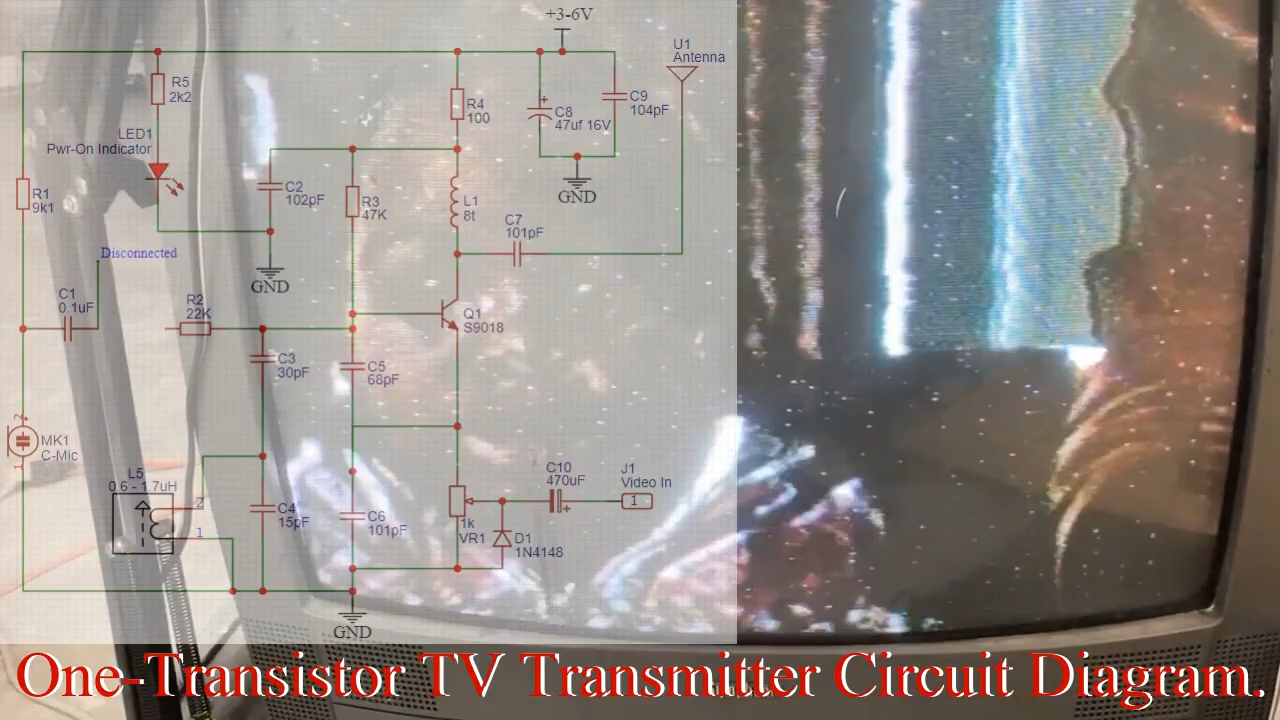 +3-6V
U1
Antenna
R5
2k2
R4
100
C8
47uf 16V
C9
104pF
LED1
Pwr-On Indicator
GND
R1
9k1
C2
102pF
R3
47K
L1
8t
C7
101pF
Disconnected
GND
C1
0.1uF
R2
22K
Q1
S9018
C3
30pF
C5
68pF
2
MK1
C-Mic
1
L5
0.6 - 1.7uH
2
1
C4
15pF
C6
101pF
1k
VR1
D1
1N4148
C10
470uF
J1
Video In
1
GND
One-Transistor TV Transmitter Circuit Diagram.